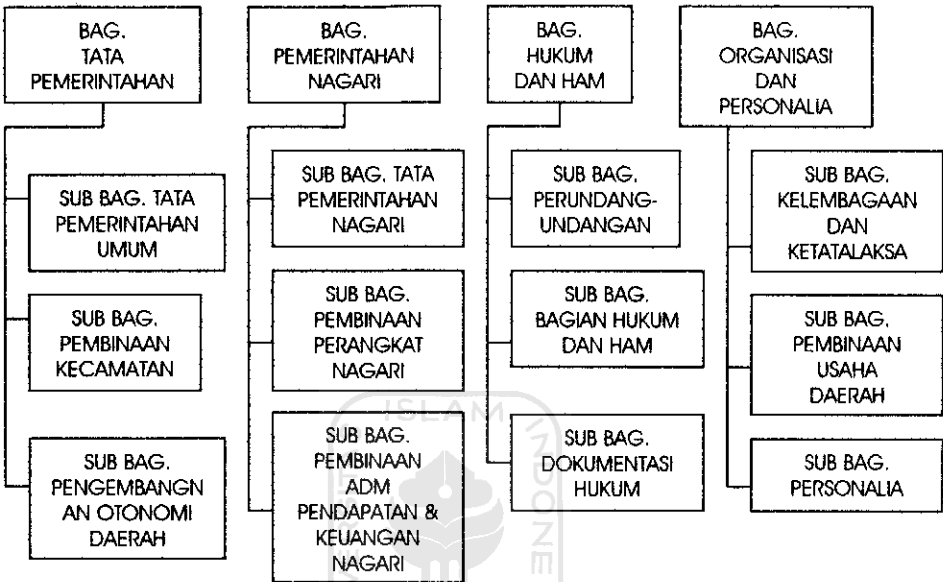 BAG.
TATA
PEMERINTAHAN
SUB BAG. TATA
PEMERINTAHAN
UMUM
SUB BAG.
PEMBINAAN
KECAMATAN
SUB BAG.
PENGEMBANGN
AN OTONOMI
DAERAH
BAG.
PEMERINTAHAN
NAGARI
SUB BAG. TATA
PEMERINTAHAN
NAGARI
SUB BAG.
PEMBINAAN
PERANGKAT
NAGARI
SUB BAG.
PEMBINAAN
ADM
PENDAPATAN &
KEUANGAN
NAGARI
BAG.
HUKUM
DAN HAM
SUB BAG.
PERUNDANG-
UNDANGAN
SUB BAG.
BAGIAN HUKUM
DAN HAM
SUB BAG.
DOKUMENTASI
HUKUM
BAG.
ORGANISASI
DAN
PERSONALIA
SUB BAG.
KELEMBAGAAN
DAN
KETATALAKSA
SUB BAG.
PEMBINAAN
USAHA
DAERAH
SUB BAG.
PERSONALIA
ISLAM